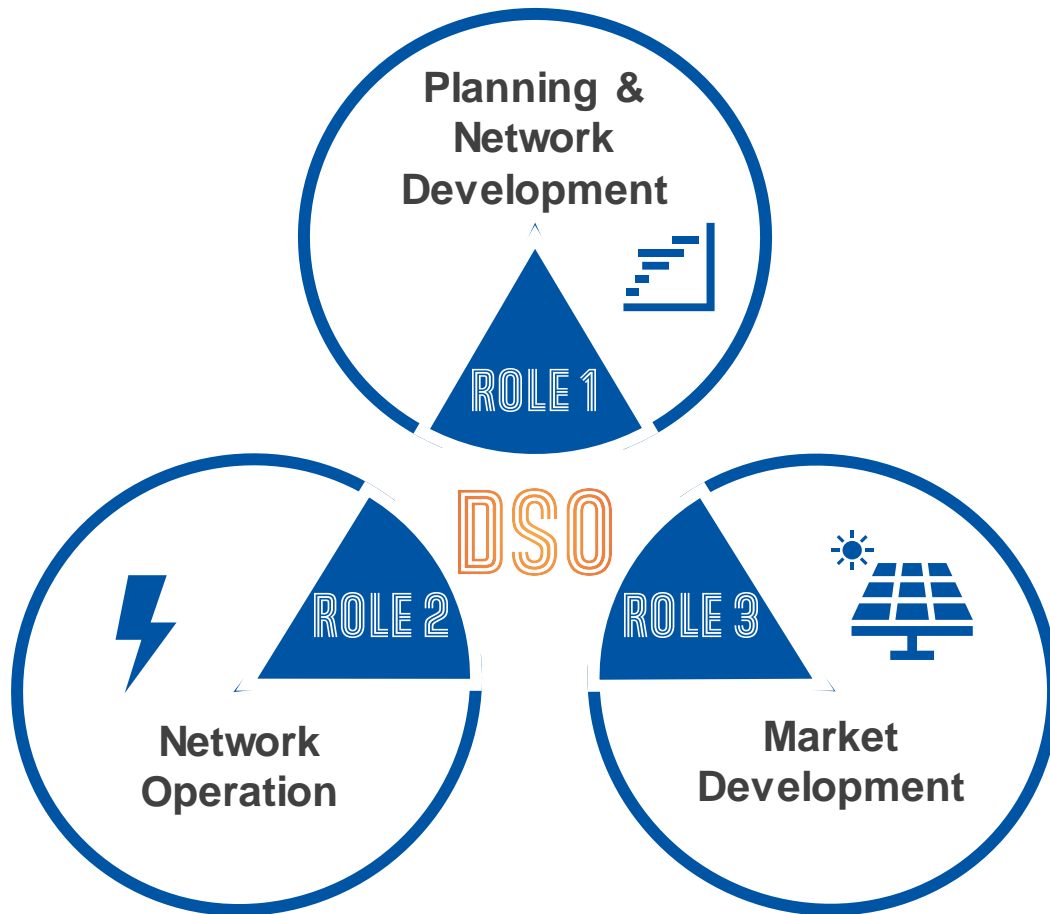 Planning &
Network
Development
ROLE 1
DSO
ROLE 2
ROLE 3
Network
Operation
Market
Development